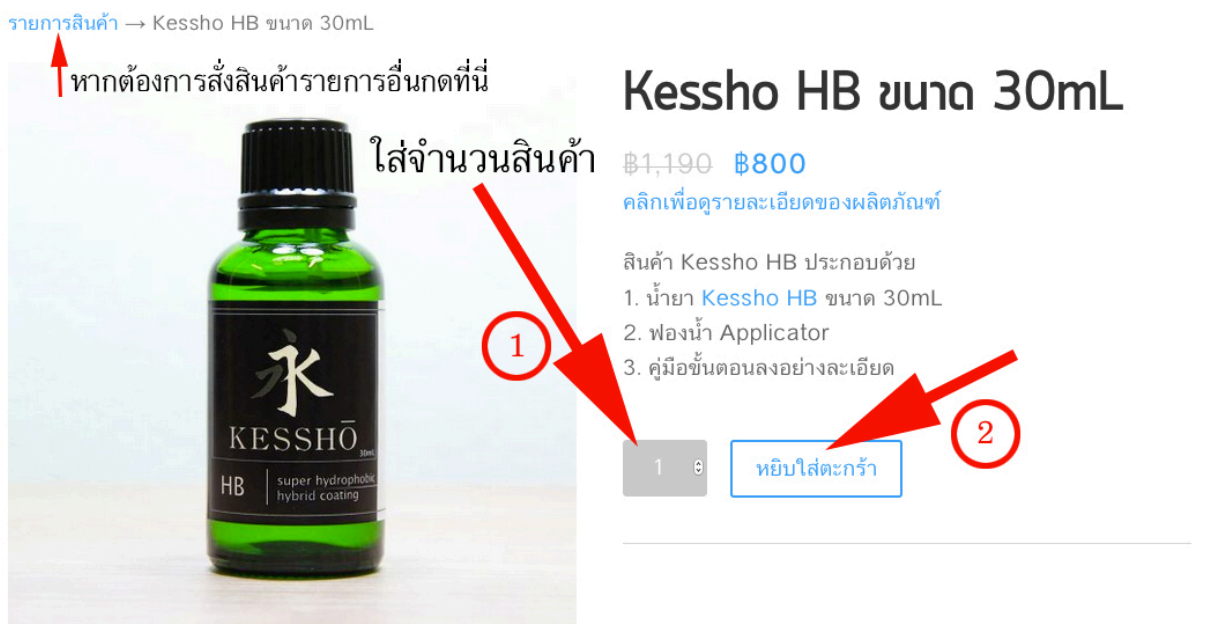 รายการสินค้า → Kessho HB ขนาด 30mL
หากต้องการสั่งสินค้ารายการอื่นกดที่นี่
Kessho HB ขนาด 30mL
ใส่จำนวนสินค้า
฿1,190 ฿800
คลิกเพื่อดูรายละเอียดของผลิตภัณฑ์
สินค้า Kessho HB ประกอบด้วย
1. น้ำยา Kessho HB ขนาด 30mL
2. ฟองน้ำ Applicator
3. คู่มือขั้นตอนลงอย่างละเอียด
1
2
1
หยิบใส่ตะกร้า
永
KESSHŌ
30mL
HB
super hydrophobic
hybrid coating